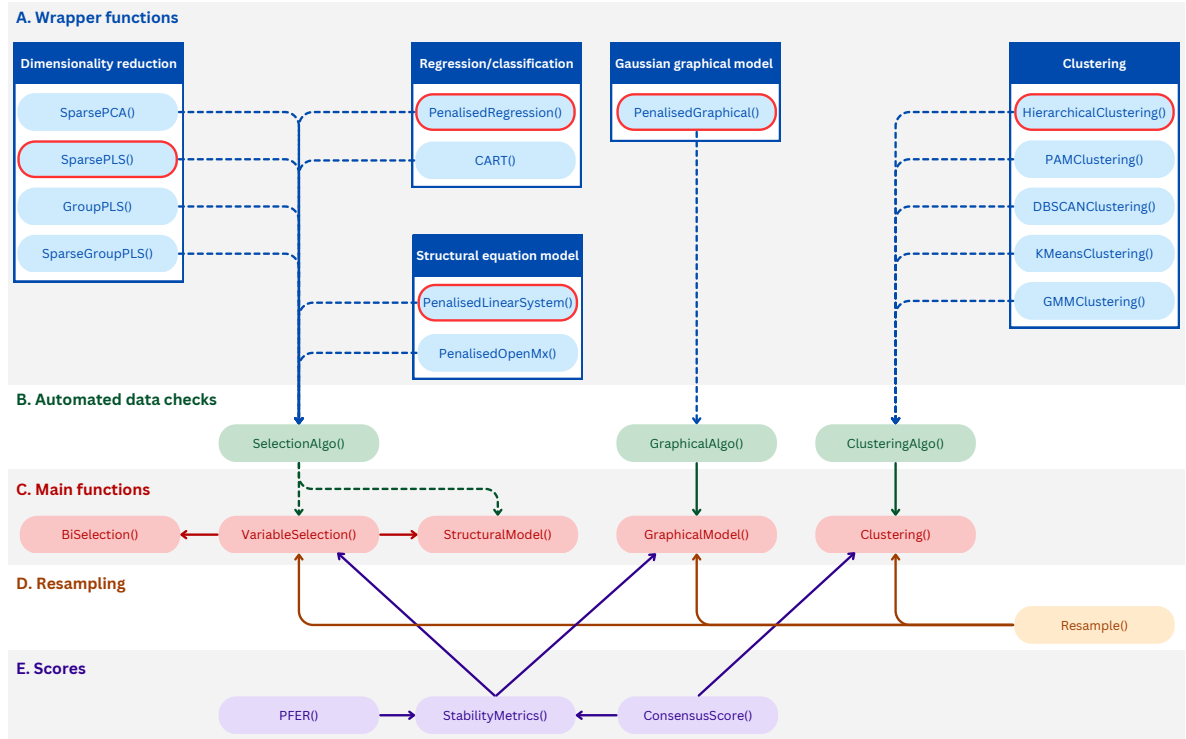 A. Wrapper functions
Dimensionality reduction
SparsePCA()
SparsePLS()
GroupPLS()
SparseGroupPLS()
Regression/classification
PenalisedRegression()
CART()
Structural equation model
PenalisedLinearSystem()
PenalisedOpenMx()
Gaussian graphical model
PenalisedGraphical()
Clustering
HierarchicalClustering()
PAMClustering()
DBSCANClustering()
KMeansClustering()
GMMClustering()
B. Automated data checks
SelectionAlgo()
GraphicalAlgo()
ClusteringAlgo()
C. Main functions
BiSelection()
VariableSelection()
StructuralModel()
GraphicalModel()
Clustering()
D. Resampling
Resample()
E. Scores
PFER()
StabilityMetrics()
ConsensusScore()